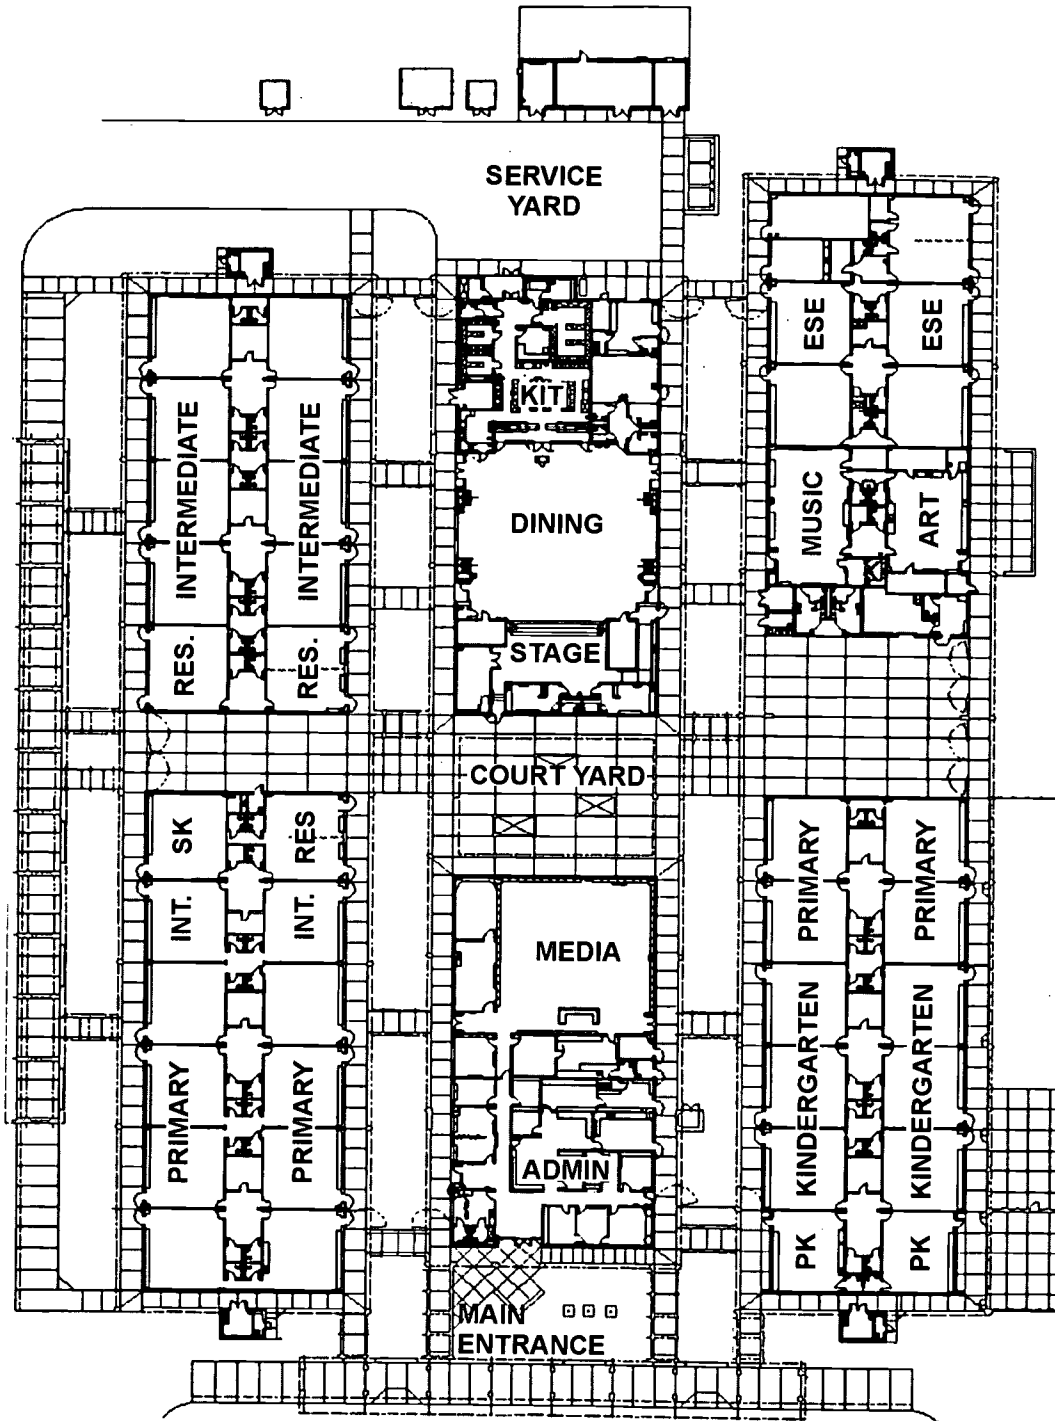 SERVICE
YARD
ESE
ESE
KIT
INTERMEDIATE
INTERMEDIATE
DINING
MUSIC
ART
RES.
RES.
STAGE
COURT YARD
SK
RES
PRIMARY
PRIMARY
INT.
INT.
MEDIA
KINDERGARTEN
KINDERGARTEN
PRIMARY
PRIMARY
ADMIN
PK
PK
MAIN
ENTRANCE